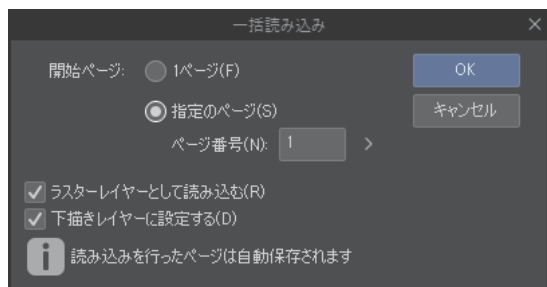 一括読み込み
開始ページ: 1ページ(F)
OK
指定のページ(S)
キャンセル
ページ番号(N): 1
ラスターレイヤーとして読み込む(R)
下描きレイヤーに設定する(D)
読み込みを行ったページは自動保存されます